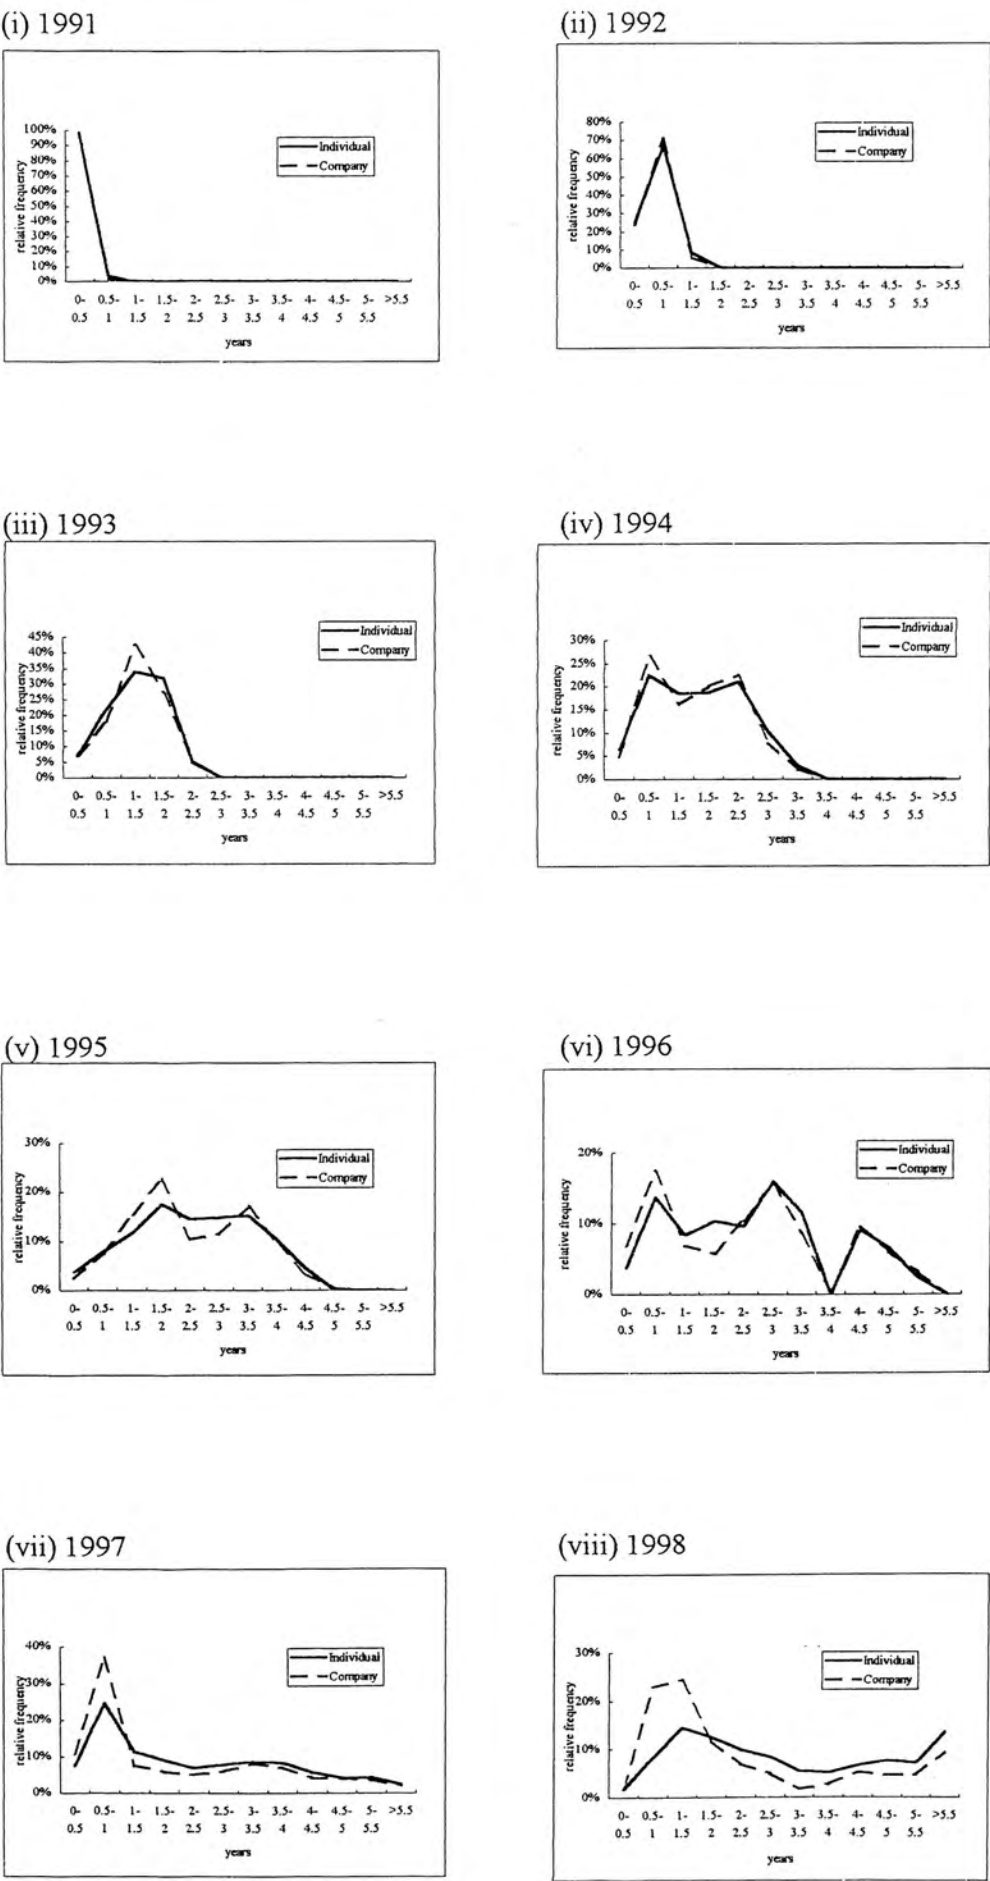 (i) 1991
relative frequency
100%
90%
80%
70%
60%
50%
40%
30%
20%
10%
0%
Individual
Company
0- 0.5- 1- 1.5- 2- 2.5- 3- 3.5- 4- 4.5- 5- >5.5
0.5 1 1.5 2 2.5 3 3.5 4 4.5 5 5.5
years
(ii) 1992
relative frequency
80%
70%
60%
50%
40%
30%
20%
10%
0%
Individual
Company
0- 0.5- 1- 1.5- 2- 2.5- 3- 3.5- 4- 4.5- 5- >5.5
0.5 1 1.5 2 2.5 3 3.5 4 4.5 5 5.5
years
(iii) 1993
relative frequency
45%
40%
35%
30%
25%
20%
15%
10%
5%
0%
Individual
Company
0- 0.5- 1- 1.5- 2- 2.5- 3- 3.5- 4- 4.5- 5- >5.5
0.5 1 1.5 2 2.5 3 3.5 4 4.5 5 5.5
years
(iv) 1994
relative frequency
30%
25%
20%
15%
10%
5%
0%
Individual
Company
0- 0.5- 1- 1.5- 2- 2.5- 3- 3.5- 4- 4.5- 5- >5.5
0.5 1 1.5 2 2.5 3 3.5 4 4.5 5 5.5
years
(v) 1995
relative frequency
30%
20%
10%
0%
Individual
Company
0- 0.5- 1- 1.5- 2- 2.5- 3- 3.5- 4- 4.5- 5- >5.5
0.5 1 1.5 2 2.5 3 3.5 4 4.5 5 5.5
years
(vi) 1996
relative frequency
20%
10%
0%
Individual
Company
0- 0.5- 1- 1.5- 2- 2.5- 3- 3.5- 4- 4.5- 5- >5.5
0.5 1 1.5 2 2.5 3 3.5 4 4.5 5 5.5
years
(vii) 1997
relative frequency
40%
30%
20%
10%
0%
Individual
Company
0- 0.5- 1- 1.5- 2- 2.5- 3- 3.5- 4- 4.5- 5- >5.5
0.5 1 1.5 2 2.5 3 3.5 4 4.5 5 5.5
years
(viii) 1998
relative frequency
30%
20%
10%
0%
Individual
Company
0- 0.5- 1- 1.5- 2- 2.5- 3- 3.5- 4- 4.5- 5- >5.5
0.5 1 1.5 2 2.5 3 3.5 4 4.5 5 5.5
years